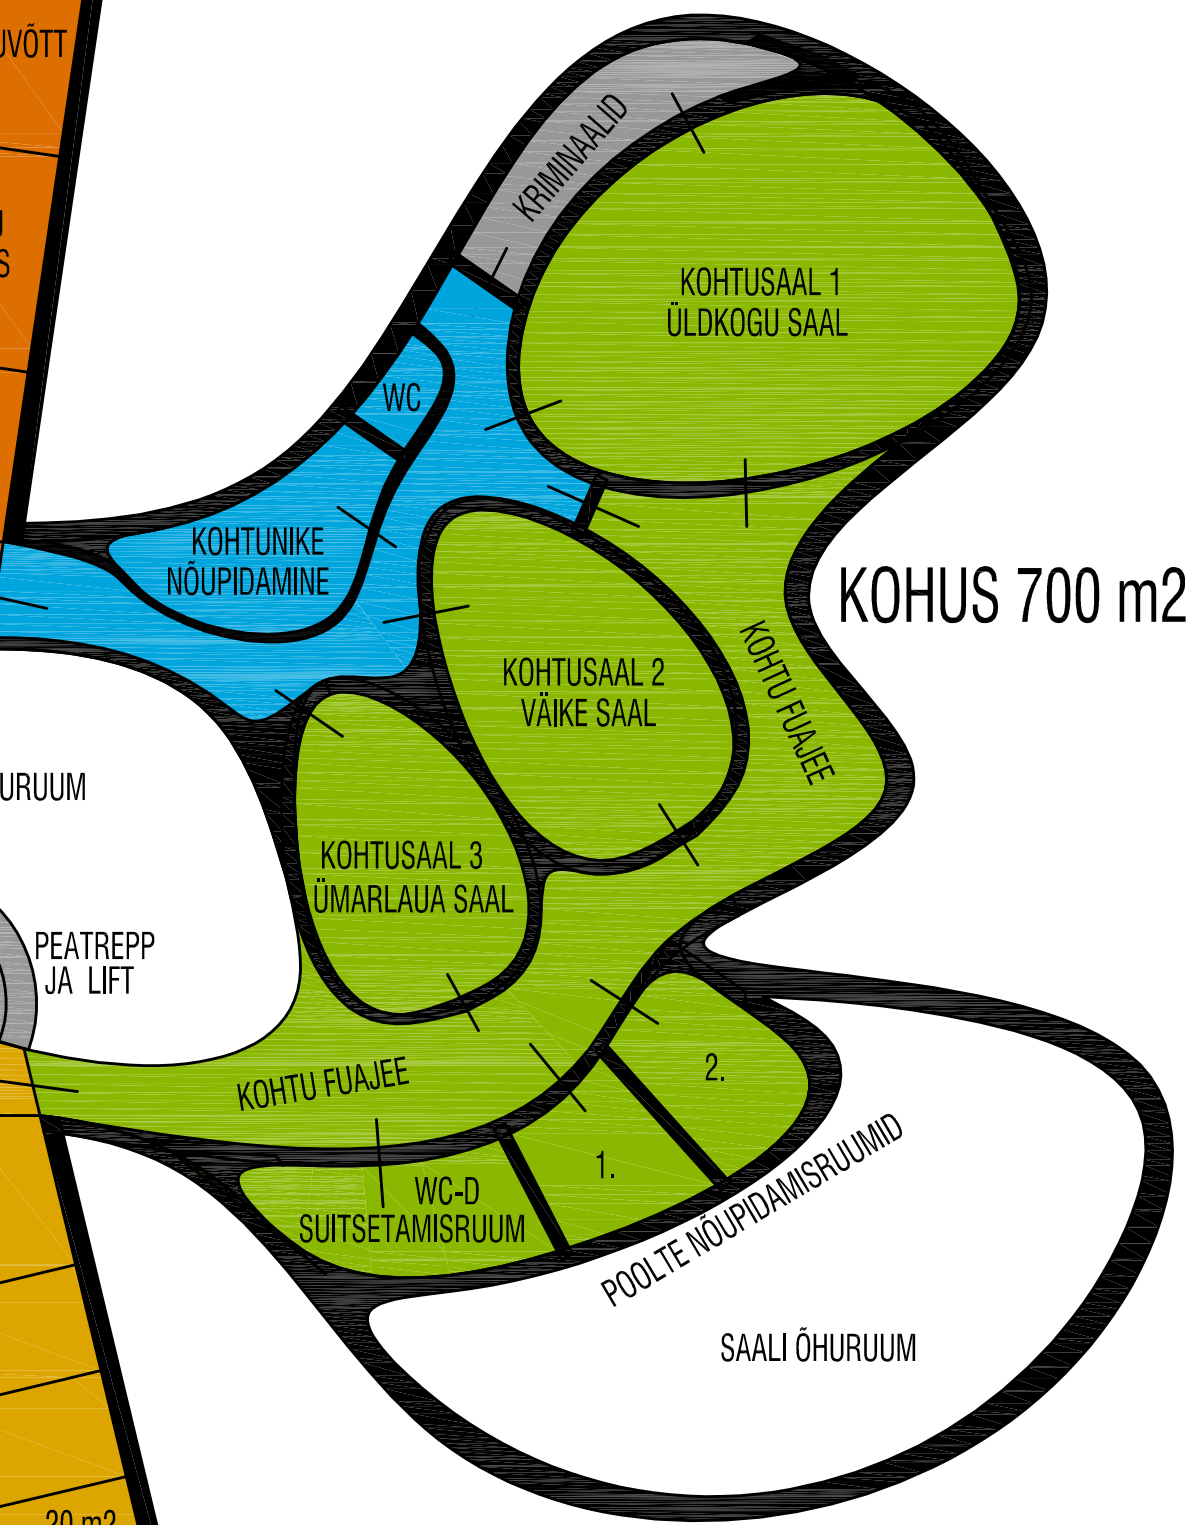 KRIMINAALID
KOHTUSAAL 1
ÜLDKOGU SAAL
WC
KOHTUNIKE
NÕUPIDAMINE
KOHUS 700 m2
KOHTUSAAL 2
VÄIKE SAAL
KOHTU FUAJEE
KOHTUSAAL 3
ÜMARLAUA SAAL
PEATREPP
JA LIFT
KOHTU FUAJEE
2.
1.
WC-D
SUITSETAMISRUUM
POOLTE NÕUPIDAMISRUUMID
SAALI ÕHURUUM
20 m2